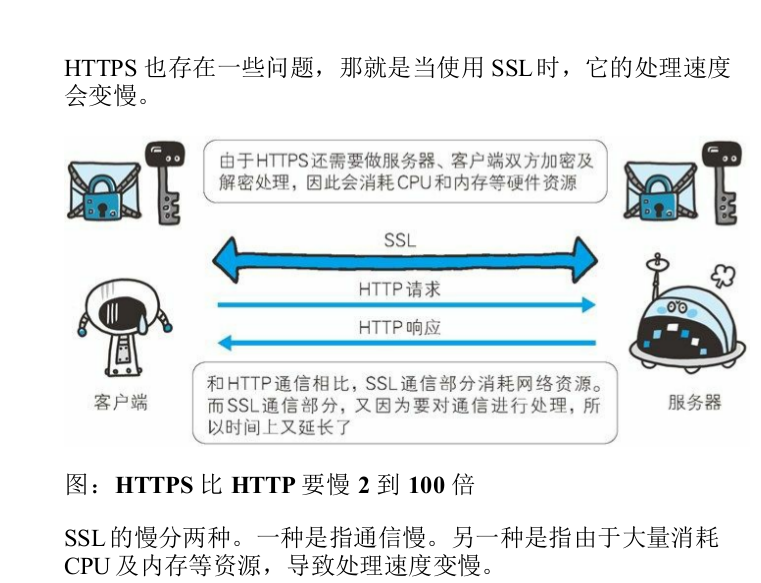 HTTPS 也存在一些问题，那就是当使用 SSL 时，它的处理速度
会变慢。
由于HTTPS还需要做服务器、客户端双方加密及
解密处理，因此会消耗CPU和内存等硬件资源
SSL
HTTP请求
HTTP响应
客户端
服务器
和HTTP通信相比，SSL通信部分消耗网络资源。
而SSL通信部分，又因为要对通信进行处理，所
以时间上又延长了
图：HTTPS 比 HTTP 要慢 2 到 100 倍
SSL 的慢分两种。一种是指通信慢。另一种是指由于大量消耗
CPU 及内存等资源，导致处理速度变慢。